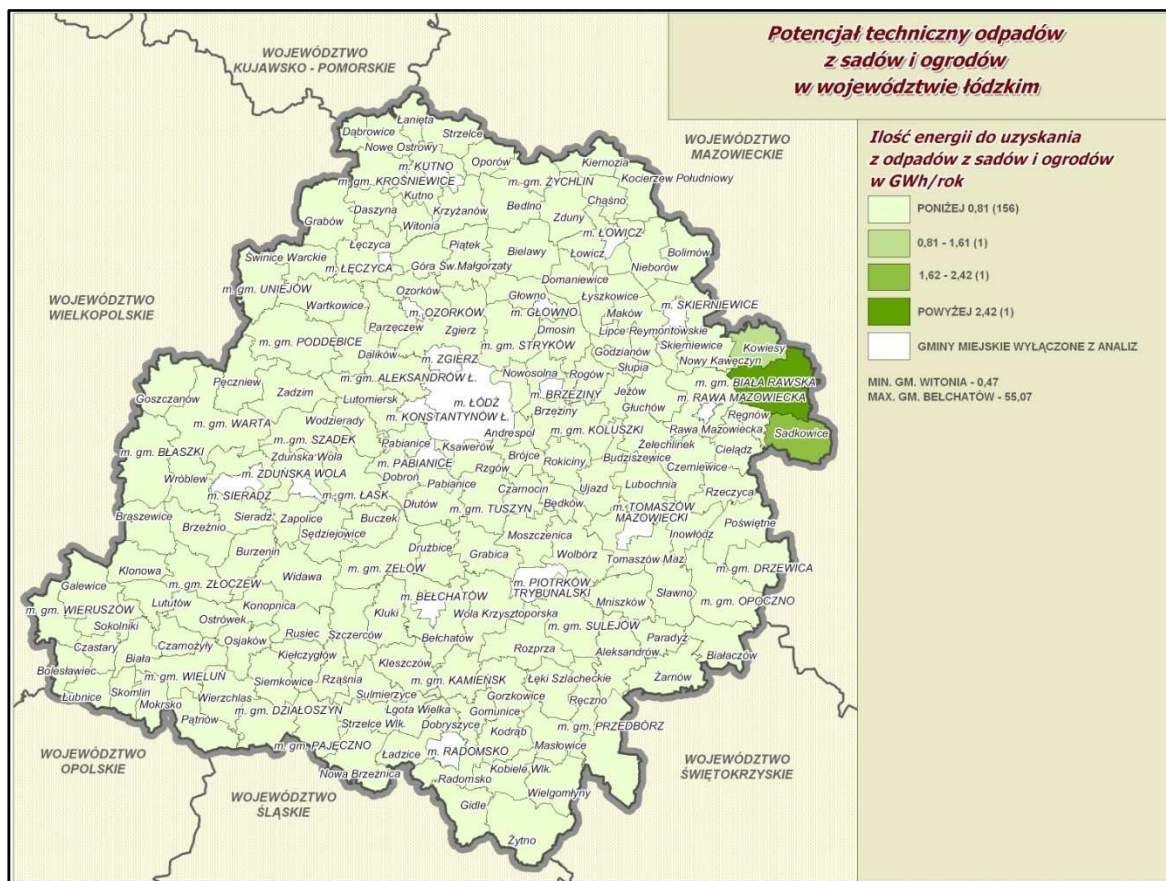 Potencjał techniczny odpadów
z sadów i ogrodów
w województwie łódzkim
Ilość energii do uzyskania
z odpadów z sadów i ogrodów
w GWh/rok
PONIŻEJ 0,81 (156)
0,81 - 1,61 (1)
1,62 - 2,42 (1)
POWYŻEJ 2,42 (1)
GMINY MIEJSKIE WYŁĄCZONE Z ANALIZ
MIN. GM. WITONIA - 0,47
MAX. GM. BEŁCHATÓW - 55,07
WOJEWÓDZTWO
KUJAWSKO - POMORSKIE
WOJEWÓDZTWO
MAZOWIECKIE
WOJEWÓDZTWO
WIELKOPOLSKIE
WOJEWÓDZTWO
OPOLSKIE
WOJEWÓDZTWO
ŚLĄSKIE
WOJEWÓDZTWO
ŚWIĘTOKRZYSKIE
Łanięta
Dąbrowice
Strzelce
Nowe Ostrowy
m. KUTNO
Oporów
Kiernozia
m. gm. KROŚNIEWICE
m. gm. ŻYCHLIN
Kocierzew Południowy
Kutno
Bedlno
Chąśno
Daszyna
Krzyżanów
Zduny
Grabów
Witonia
m. ŁOWICZ
Łęczyca
Piątek
Bielawy
Łowicz
Bolimów
Świnice Warckie
m. ŁĘCZYCA
Góra Św.Małgorzaty
Nieborów
Domaniewice
m. gm. UNIEJÓW
Ozorków
Głowno
Łyszkowice
Wartkowice
m. OZORKÓW
m. GŁOWNO
Maków
m. SKIERNIEWICE
Parzęczew
Zgierz
Dmosin
Lipce Reymontowskie
m. gm. PODDĘBICE
m. gm. STRYKÓW
Skierniewice
Kowiesy
Dalików
m. ZGIERZ
Godzianów
Nowy Kawęczyn
Słupia
Pęczniew
m. gm. ALEKSANDRÓW Ł.
Nowosolna
Rogów
m. gm. BIAŁA RAWSKA
Goszczanów
Zadzim
Lutomiersk
m. ŁÓDŹ
m. BRZEZINY
Jeżów
m. RAWA MAZOWIECKA
m. KONSTANTYNÓW Ł.
Brzeziny
Głuchów
Regnów
m. gm. WARTA
Wodzierady
Andrespol
m. gm. KOLUSZKI
Rawa Mazowiecka
Sadkowice
m. gm. SZADEK
Pabianice
Ksawerów
Żelechlinek
m. gm. BŁASZKI
Zduńska Wola
m. PABIANICE
Brójce
Rokiciny
Budziszewice
Cielądz
Wróblew
m. ZDUŃSKA WOLA
Dobroń
Rzgów
Czerniewice
m. SIERADZ
m. gm. ŁASK
Pabianice
Czarnocin
Ujazd
Lubochnia
Rzeczyca
Brąszewice
Dłutów
m. gm. TUSZYN
Będków
m. TOMASZÓW
MAZOWIECKI
Brzeźnio
Sieradz
Zapolice
Buczek
Poświętne
Sędziejowice
Moszczenica
Inowłódz
Burzenin
Drużbice
Grabica
Wolbórz
Tomaszów Maz.
Klonowa
Widawa
m. gm. ZELÓW
m. gm. DRZEWICA
Galewice
m. gm. ZŁOCZEW
m. PIOTRKÓW
TRYBUNALSKI
Sławno
m. gm. WIERUSZÓW
Lututów
Konopnica
m. BEŁCHATÓW
Mniszków
m. gm. OPOCZNO
Sokolniki
Ostrówek
Kluki
Wola Krzysztoporska
Czastary
Czarnożyły
Osjaków
Rusiec
Szczerców
Bełchatów
m. gm. SULEJÓW
Paradyż
Biała
Kiełczygłów
Rozprza
Aleksandrów
Białaczów
Bolesławiec
m. gm. WIELUŃ
Kleszczów
Skomlin
Siemkowice
Rząśnia
m. gm. KAMIEŃSK
Łęki Szlacheckie
Żarnów
Łubnice
Mokrsko
Wierzchlas
Sulmierzyce
Gorzkowice
Ręczno
Pątnów
m. gm. DZIAŁOSZYN
Lgota Wielka
Gomunice
Strzelce Wlk.
Dobryszyce
Kodrąb
m. gm. PRZEDBÓRZ
m. gm. PAJĘCZNO
Ładzice
m. RADOMSKO
Masłowice
Nowa Brzeźnica
Radomsko
Kobiele Wlk.
Wielgomłyny
Gidle
Żytno